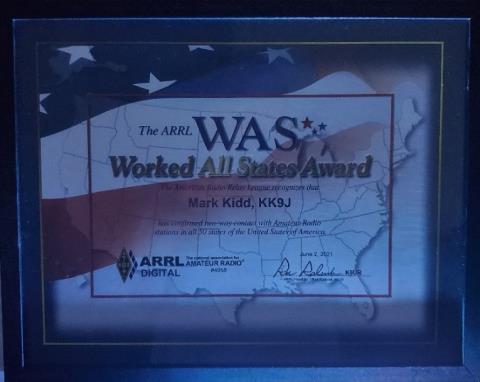 The ARRL WAS
Worked All States Award
The American Radio Relay League recognizes that
Mark Kidd, KK9J
has confirmed two-way contact with Amateur Radio
stations in all 50 states of the United States of America.
ARRL The national association for AMATEUR RADIO®
DIGITAL
June 2, 2021